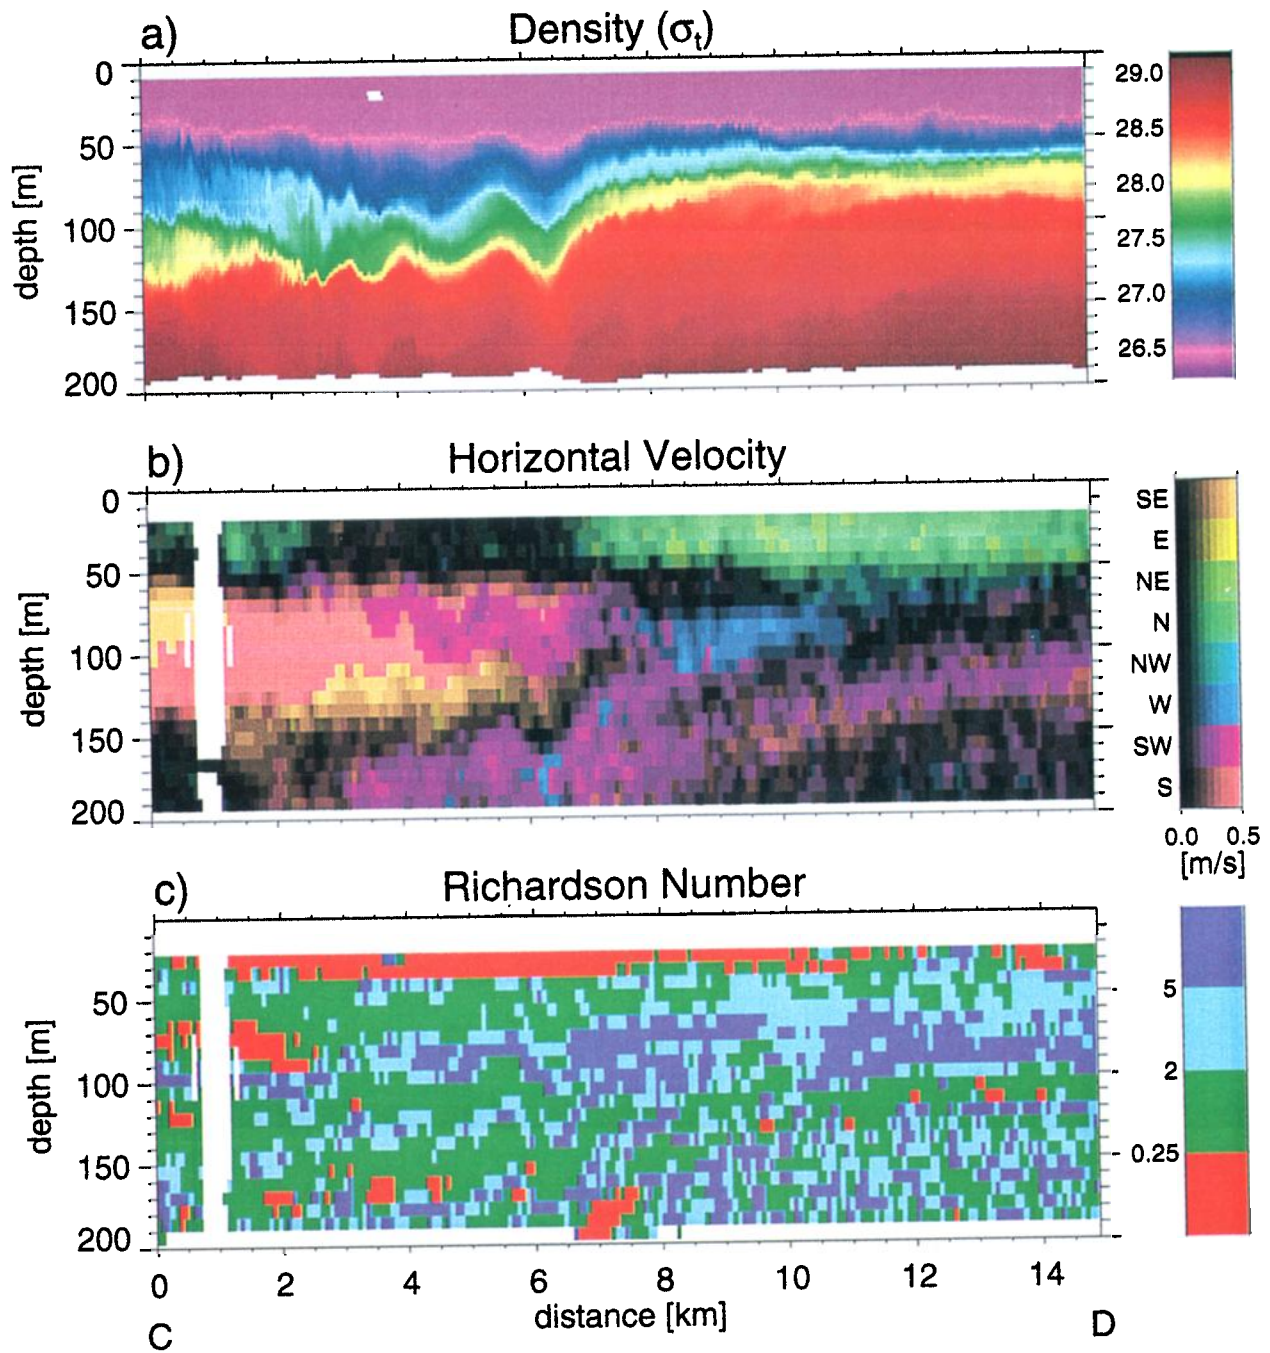 a)
Density (σt)
0
50
100
150
200
depth [m]
29.0
28.5
28.0
27.5
27.0
26.5
b)
Horizontal Velocity
0
50
100
150
200
depth [m]
SE
E
NE
N
NW
W
SW
S
0.0 0.5
[m/s]
c)
Richardson Number
50
100
150
200
depth [m]
5
2
0.25
0 2 4 6 8 10 12 14
distance [km]
C D